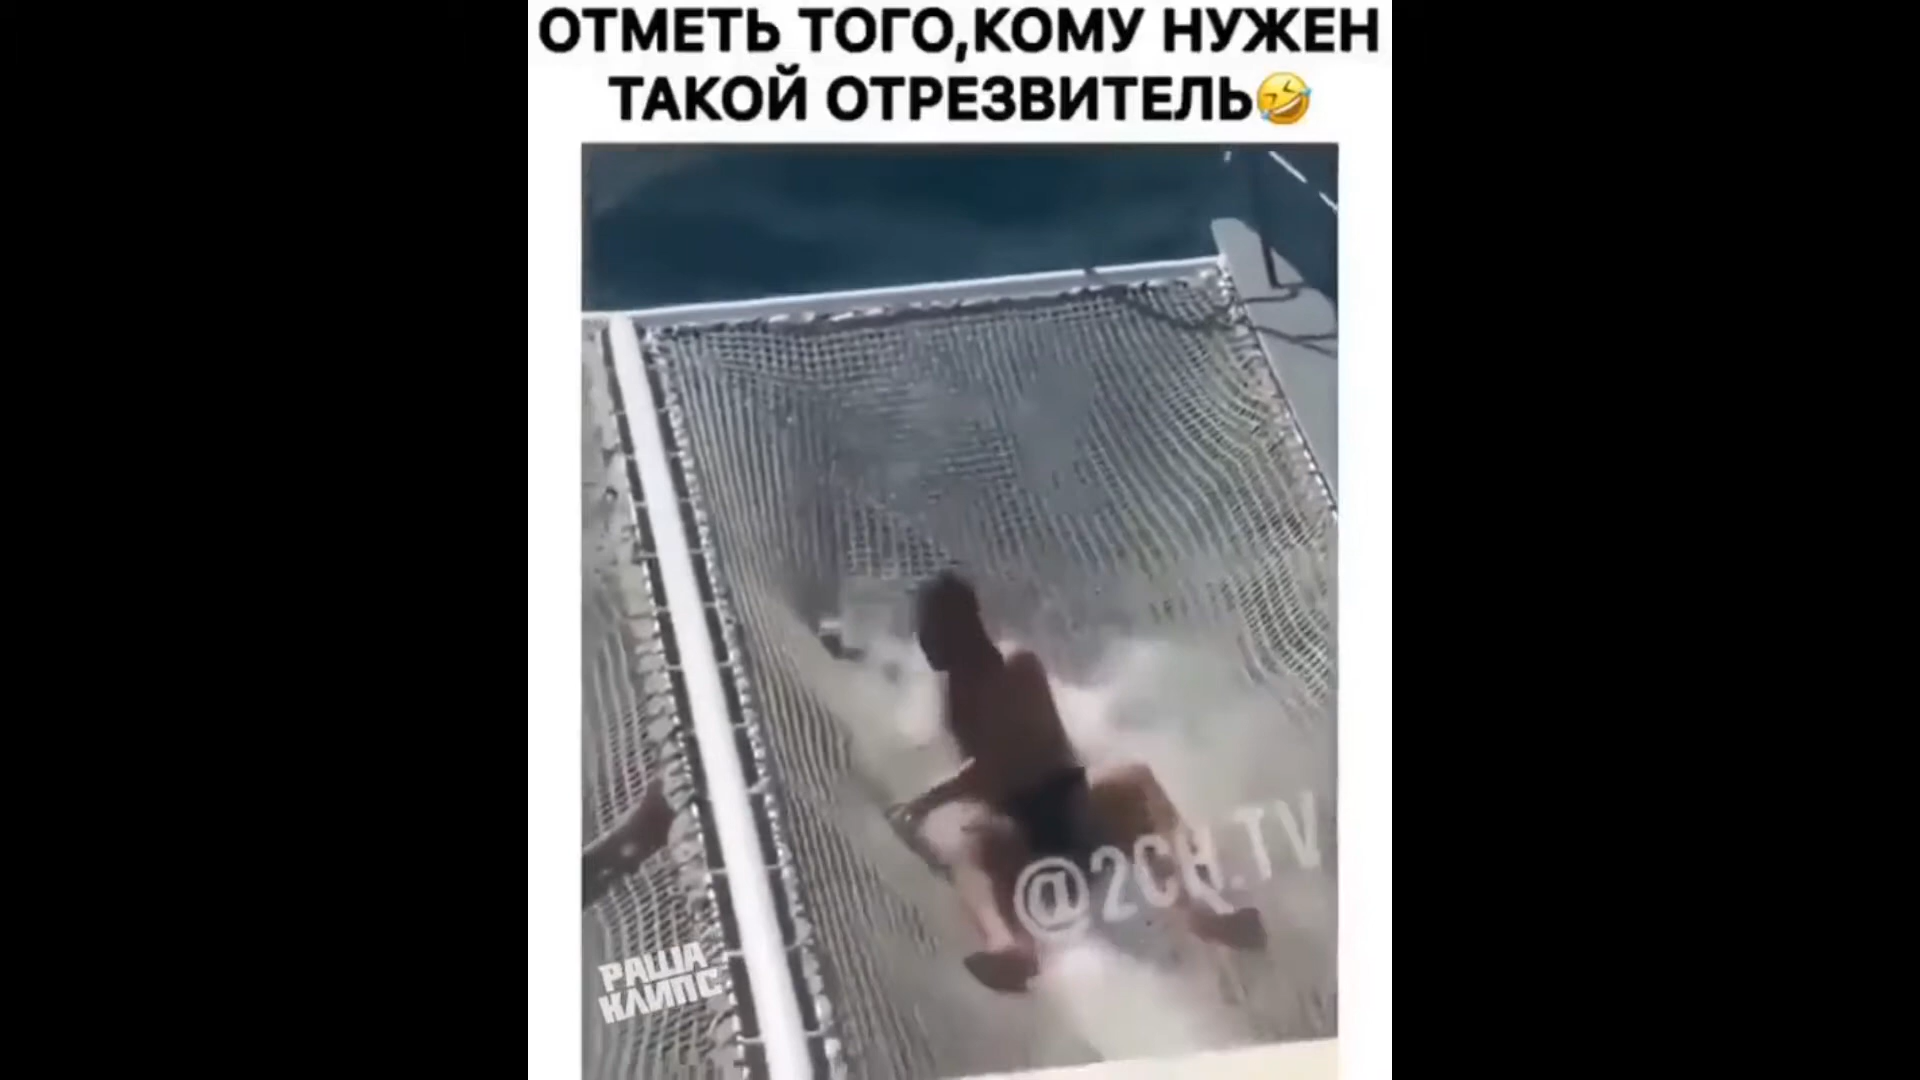 ОТМЕТЬ ТОГО,КОМУ НУЖЕН
ТАКОЙ ОТРЕЗВИТЕЛЬ🤣
@2CH.TV
РАША
КЛИПС